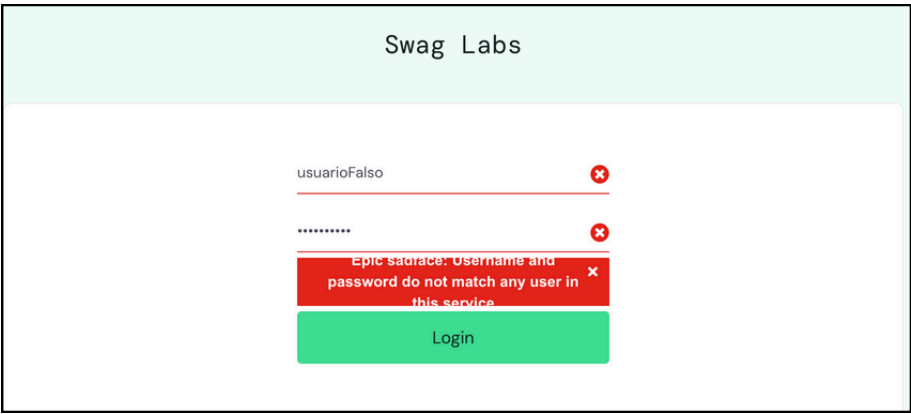 Swag Labs
usuarioFalso
••••••••••
Epic sadface: Username and
password do not match any user in
this service
Login